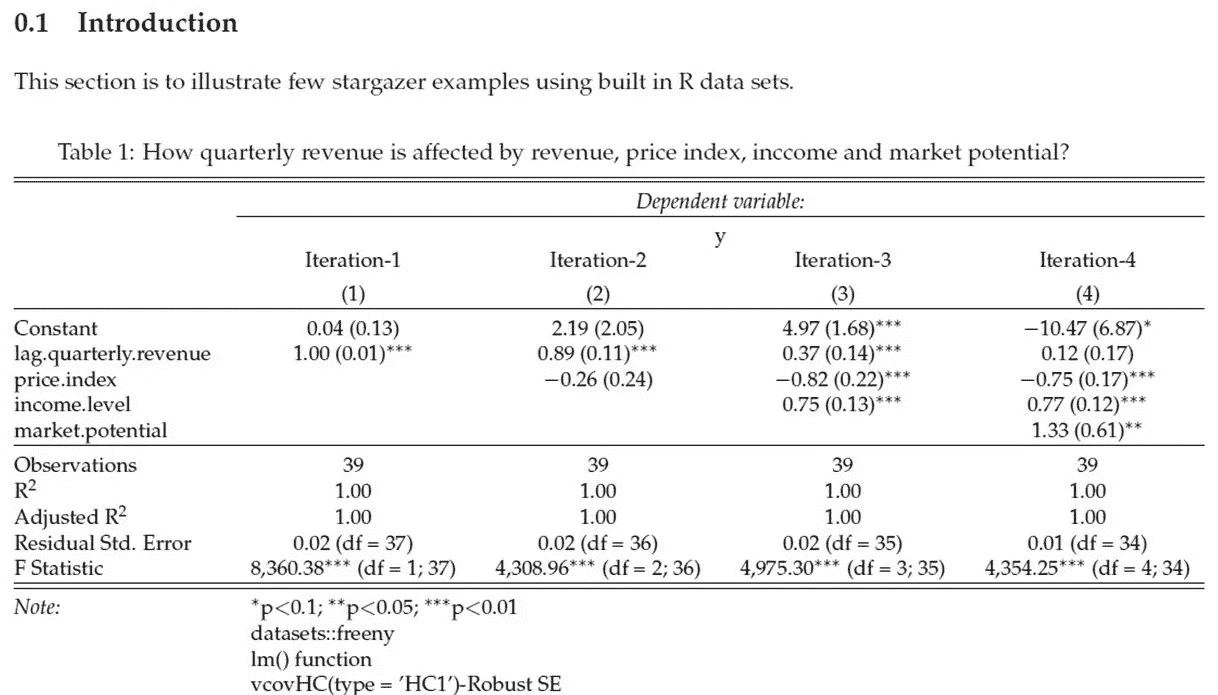 0.1 Introduction
This section is to illustrate few stargazer examples using built in R data sets.
Table 1: How quarterly revenue is affected by revenue, price index, inccome and market potential?
Dependent variable:
y
Iteration-1 Iteration-2 Iteration-3 Iteration-4
(1) (2) (3) (4)
Constant 0.04 (0.13) 2.19 (2.05) 4.97 (1.68)*** −10.47 (6.87)*
lag.quarterly.revenue 1.00 (0.01)*** 0.89 (0.11)*** 0.37 (0.14)*** 0.12 (0.17)
price.index −0.26 (0.24) −0.82 (0.22)*** −0.75 (0.17)***
income.level 0.75 (0.13)*** 0.77 (0.12)***
market.potential 1.33 (0.61)**
Observations 39 39 39 39
R² 1.00 1.00 1.00 1.00
Adjusted R² 1.00 1.00 1.00 1.00
Residual Std. Error 0.02 (df = 37) 0.02 (df = 36) 0.02 (df = 35) 0.01 (df = 34)
F Statistic 8,360.38*** (df = 1; 37) 4,308.96*** (df = 2; 36) 4,975.30*** (df = 3; 35) 4,354.25*** (df = 4; 34)
Note: *p<0.1; **p<0.05; ***p<0.01
datasets::freeny
lm() function
vcovHC(type = ’HC1’)-Robust SE